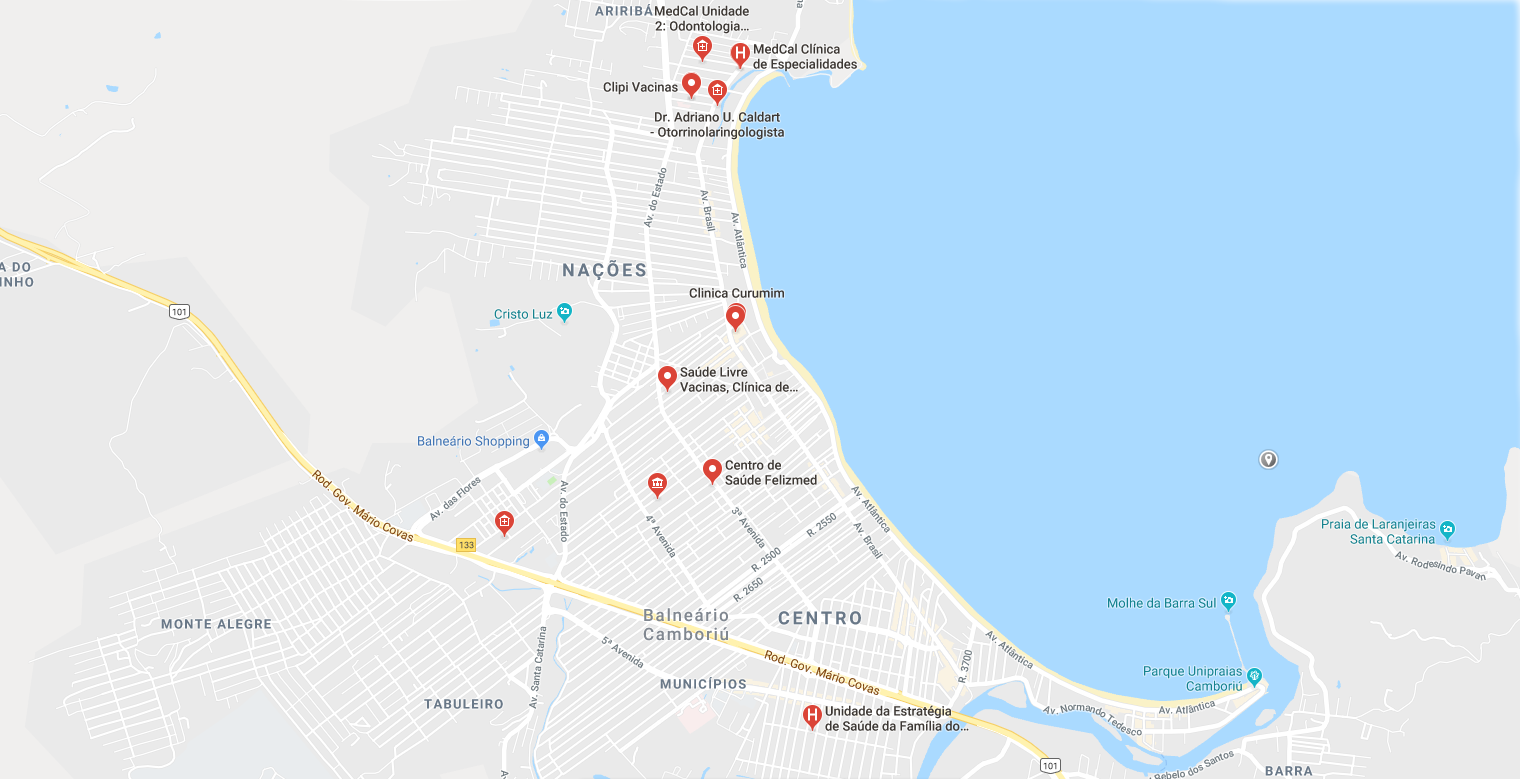 ARIRIBÁ
MedCal Unidade
2: Odontologia...
MedCal Clínica
de Especialidades
Clipi Vacinas
Dr. Adriano U. Caldart
- Otorrinolaringologista
Av. do Estado
Av. Brasil
Av. Atlântica
A DO
INHO
NAÇÕES
Clinica Curumim
101
Cristo Luz
Saúde Livre
Vacinas, Clínica de...
Balneário Shopping
Centro de
Saúde Felizmed
Rod. Gov. Mário Covas
Av. das Flores
Av. do Estado
4ª Avenida
3ª Avenida
R. 2550
R. 2500
R. 2650
Av. Atlântica
Av. Brasil
133
Praia de Laranjeiras
Santa Catarina
Av. Rodesindo Pavan
Molhe da Barra Sul
MONTE ALEGRE
Balneário
Camboriú
CENTRO
5ª Avenida
Av. Santa Catarina
Rod. Gov. Mário Covas
R. 3700
Av. Atlântica
Parque Unipraias
Camboriú
MUNICÍPIOS
TABULEIRO
Unidade da Estratégia
de Saúde da Família do...
Av. Normando Tedesco
Av. Atlântica
101
Rebelo dos Santos
BARRA